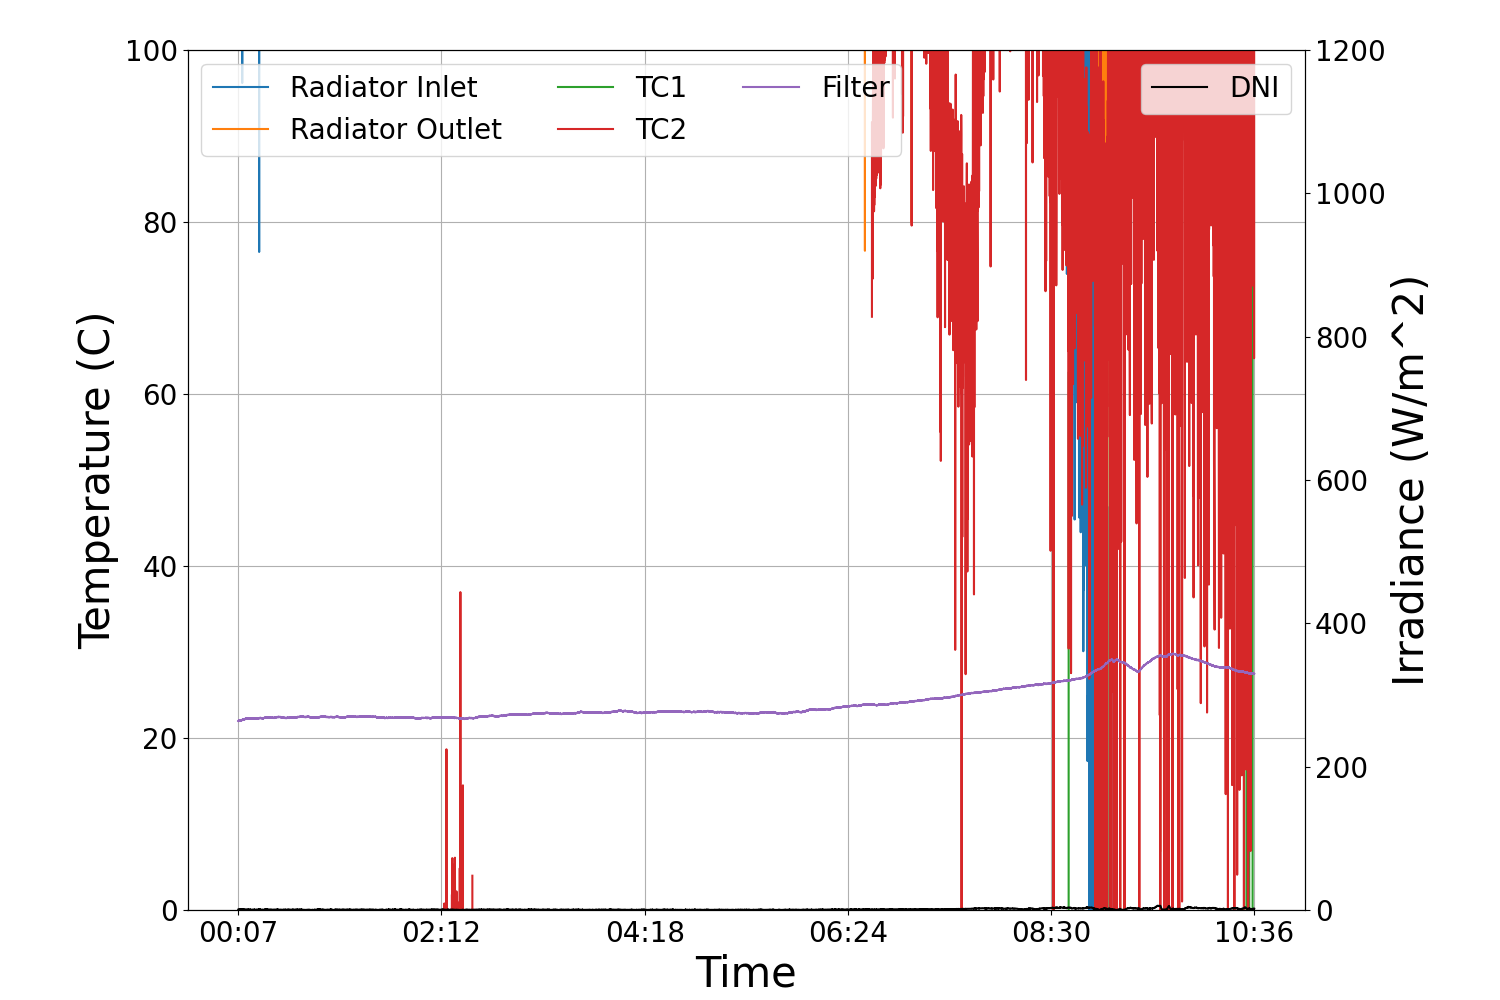 100
80
60
40
20
0
Temperature (C)
Radiator Inlet
Radiator Outlet
TC1
TC2
Filter
DNI
1200
1000
800
600
400
200
0
Irradiance (W/m^2)
00:07
02:12
04:18
06:24
08:30
10:36
Time